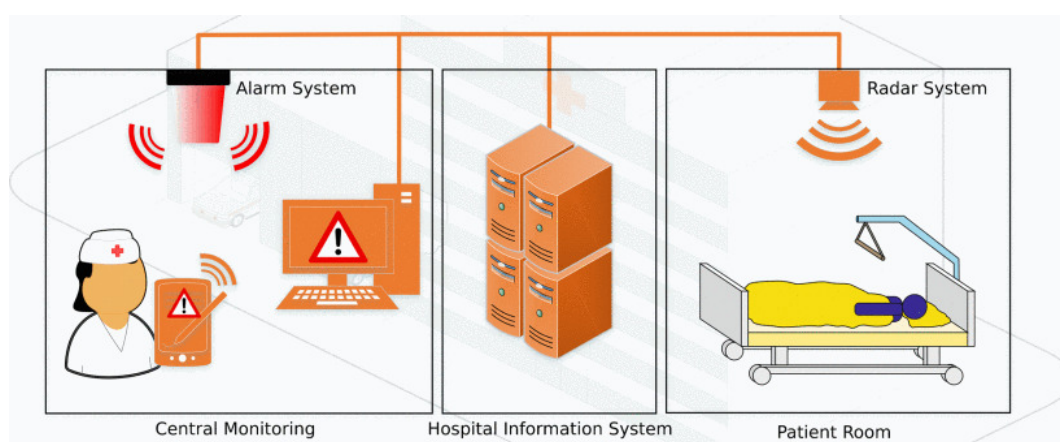 Alarm System
Radar System
Central Monitoring
Hospital Information System
Patient Room